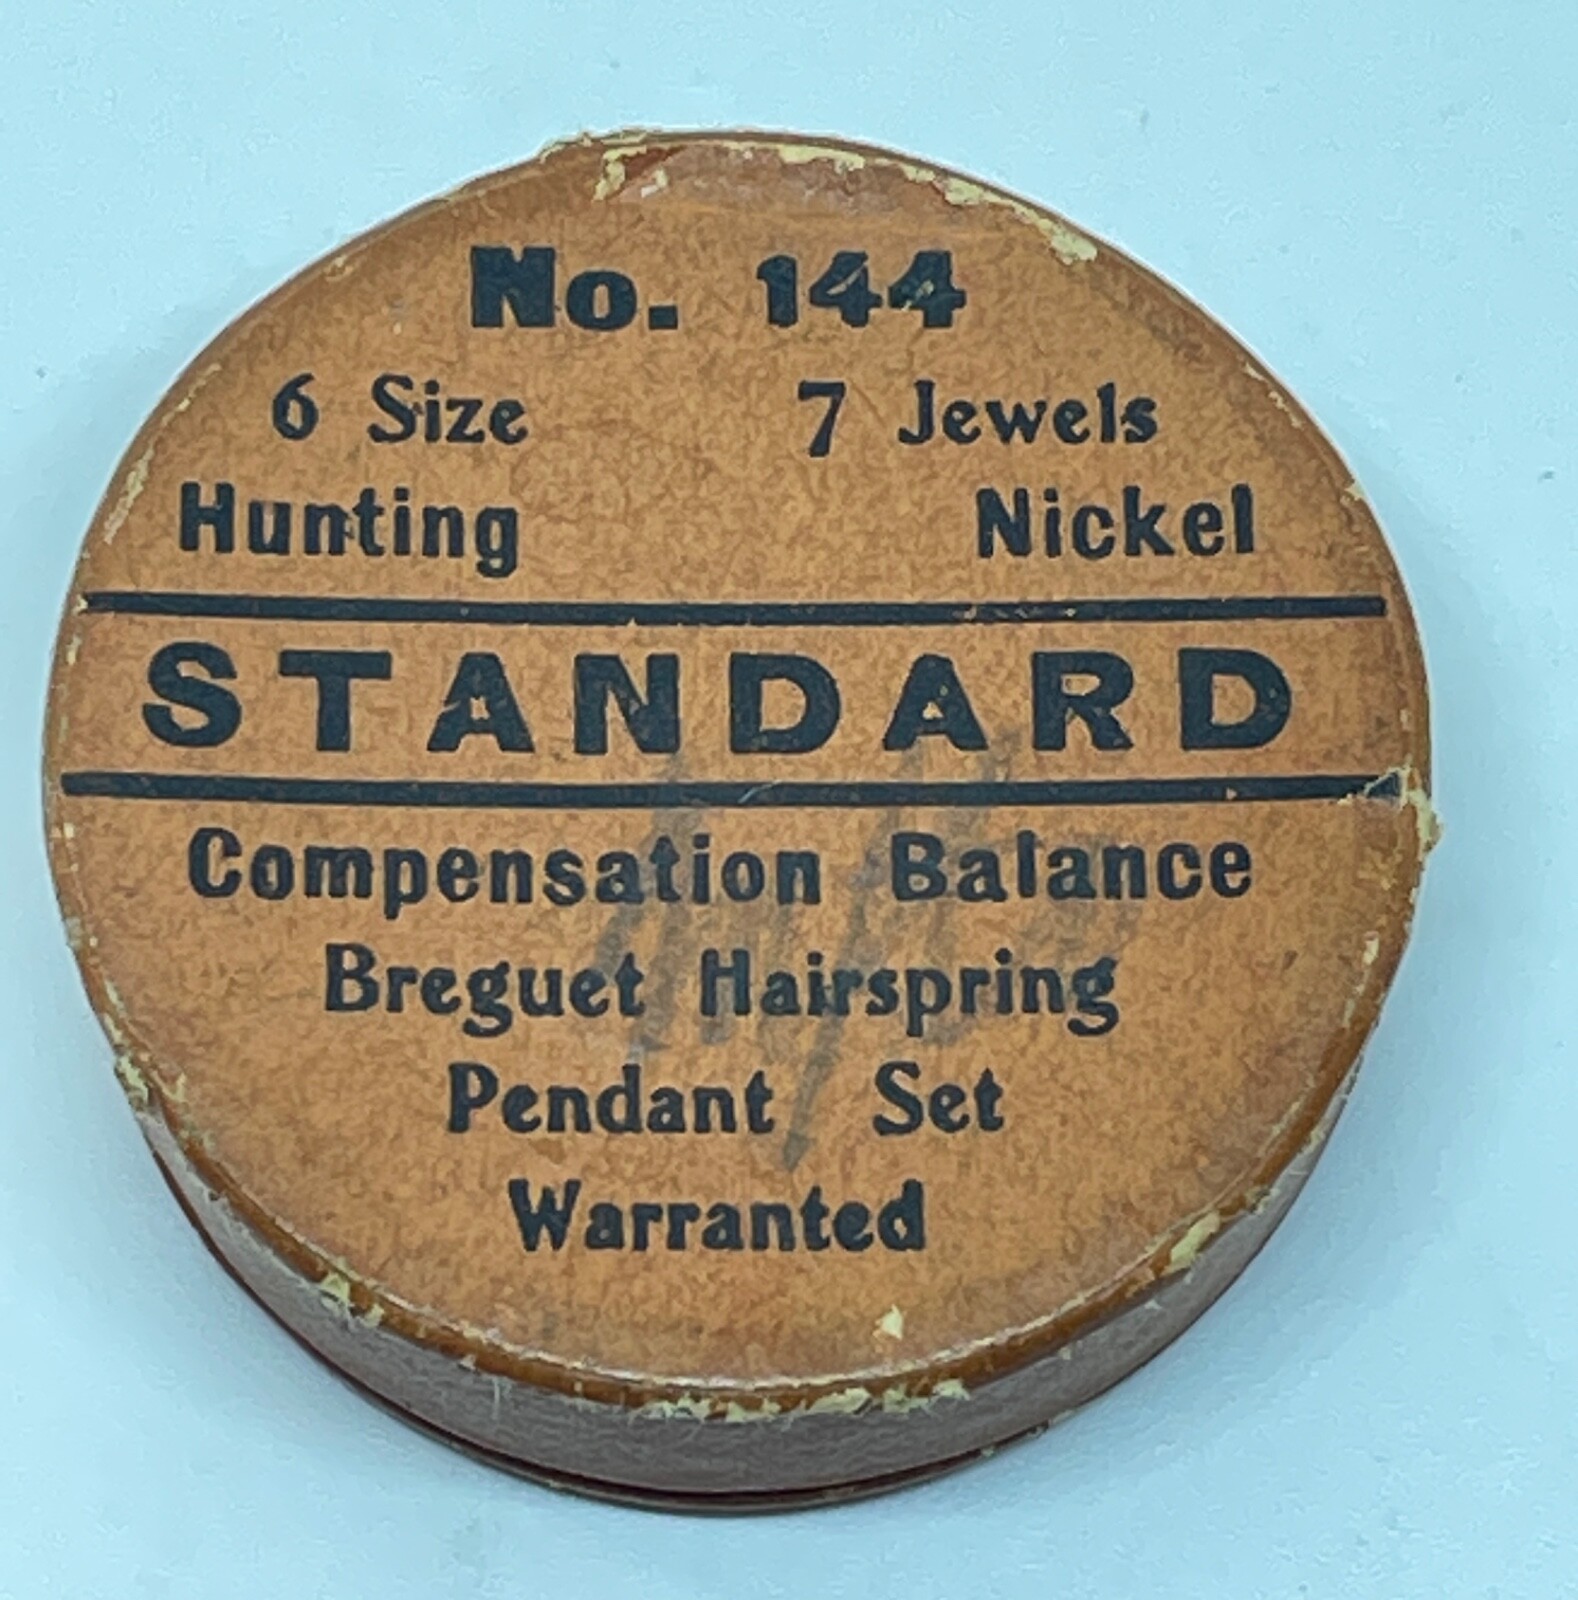 No. 144
6 Size 7 Jewels
Hunting Nickel
STANDARD
Compensation Balance
Breguet Hairspring
Pendant Set
Warranted